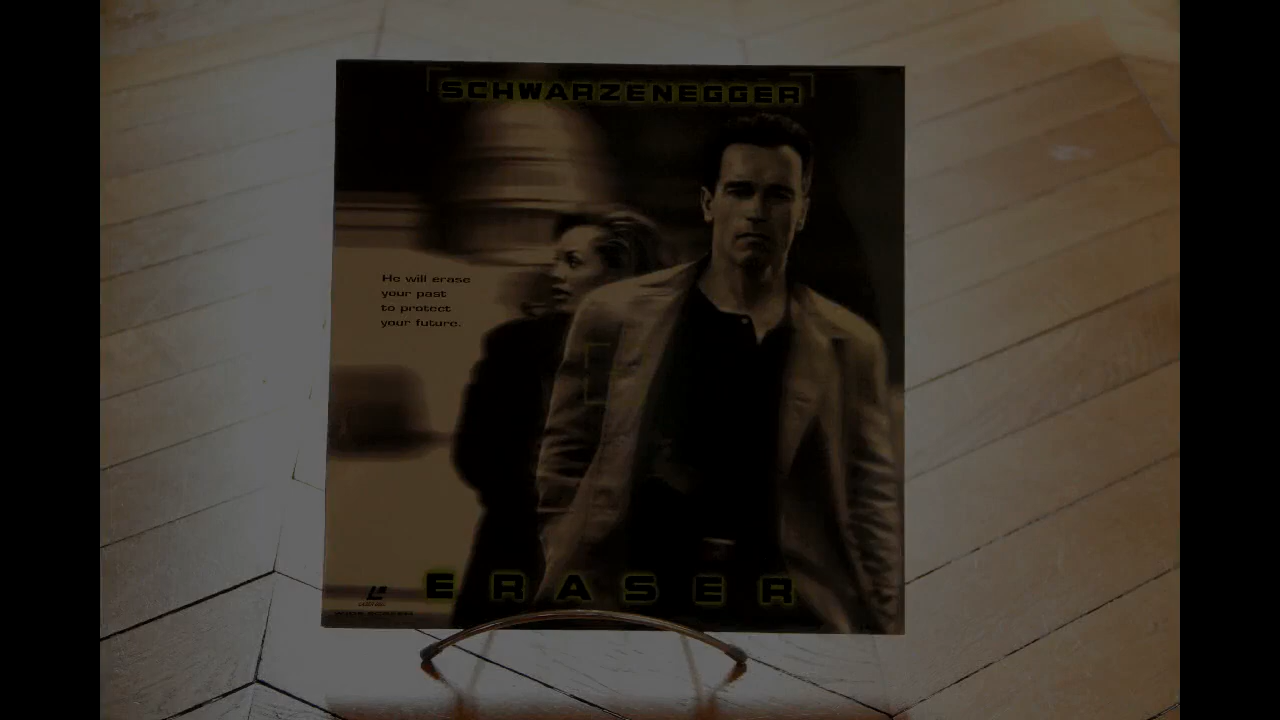 SCHWARZENEGGER
He will erase
your past
to protect
your future.
ERASER